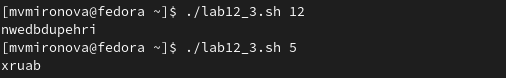 [mvmironova@fedora ~]$ ./lab12_3.sh 12
nwedbdupehri
[mvmironova@fedora ~]$ ./lab12_3.sh 5
xruab